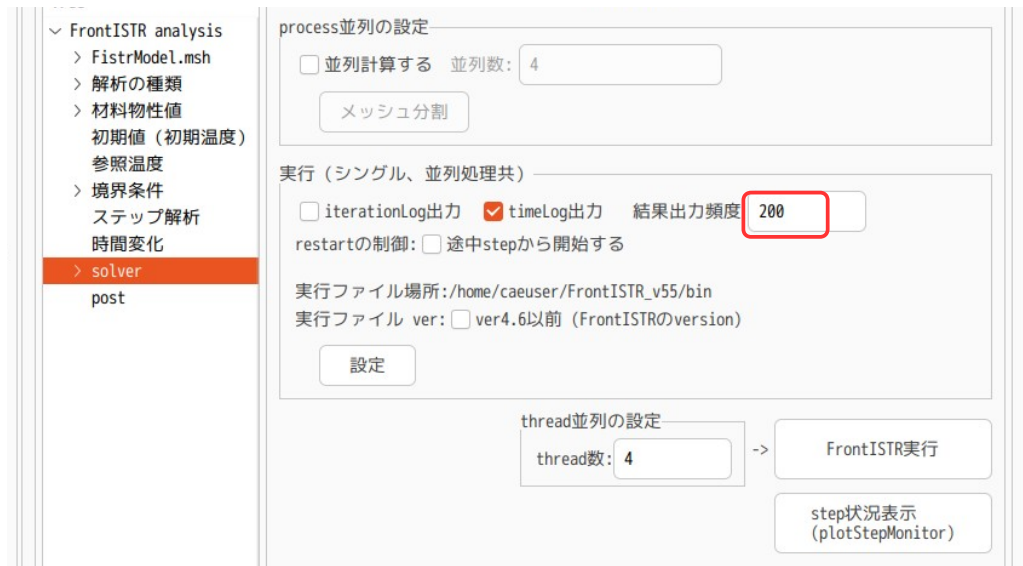 FrontISTR analysis
FistrModel.msh
解析の種類
材料物性値
初期値（初期温度）
参照温度
境界条件
ステップ解析
時間変化
solver
post
process並列の設定
並列計算する 並列数: 4
メッシュ分割
実行（シングル、並列処理共）
iterationLog出力 timeLog出力 結果出力頻度 200
restartの制御: 途中stepから開始する
実行ファイル場所:/home/caeuser/FrontISTR_v55/bin
実行ファイル ver: ver4.6以前（FrontISTRのversion）
設定
thread並列の設定
thread数: 4
-> FrontISTR実行
step状況表示
(plotStepMonitor)